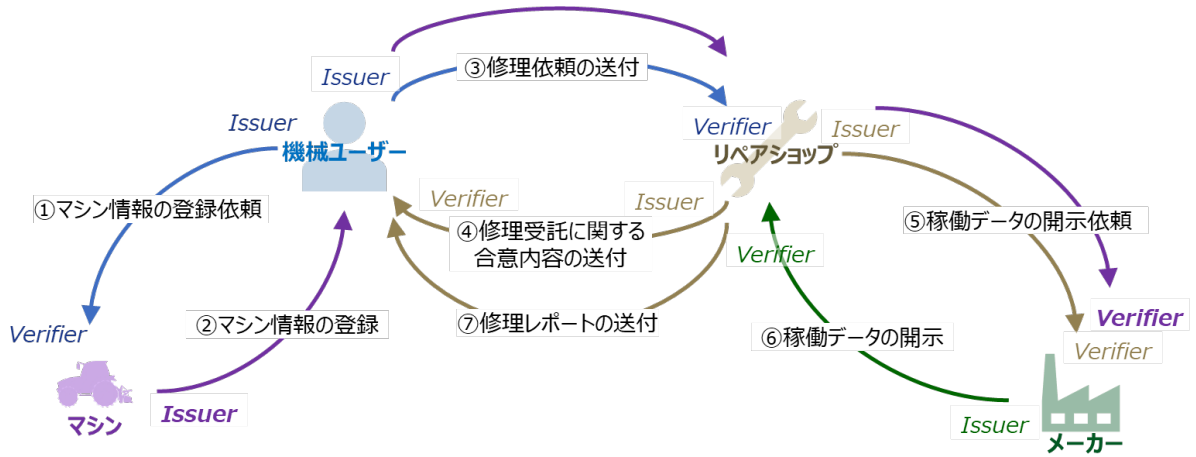 Issuer
③修理依頼の送付
Issuer
Verifier
Issuer
機械ユーザー
リペアショップ
Verifier
Issuer
①マシン情報の登録依頼
④修理受託に関する
合意内容の送付
⑤稼働データの開示依頼
Verifier
②マシン情報の登録
⑦修理レポートの送付
⑥稼働データの開示
Verifier
Verifier
Verifier
Issuer
マシン
Issuer
メーカー